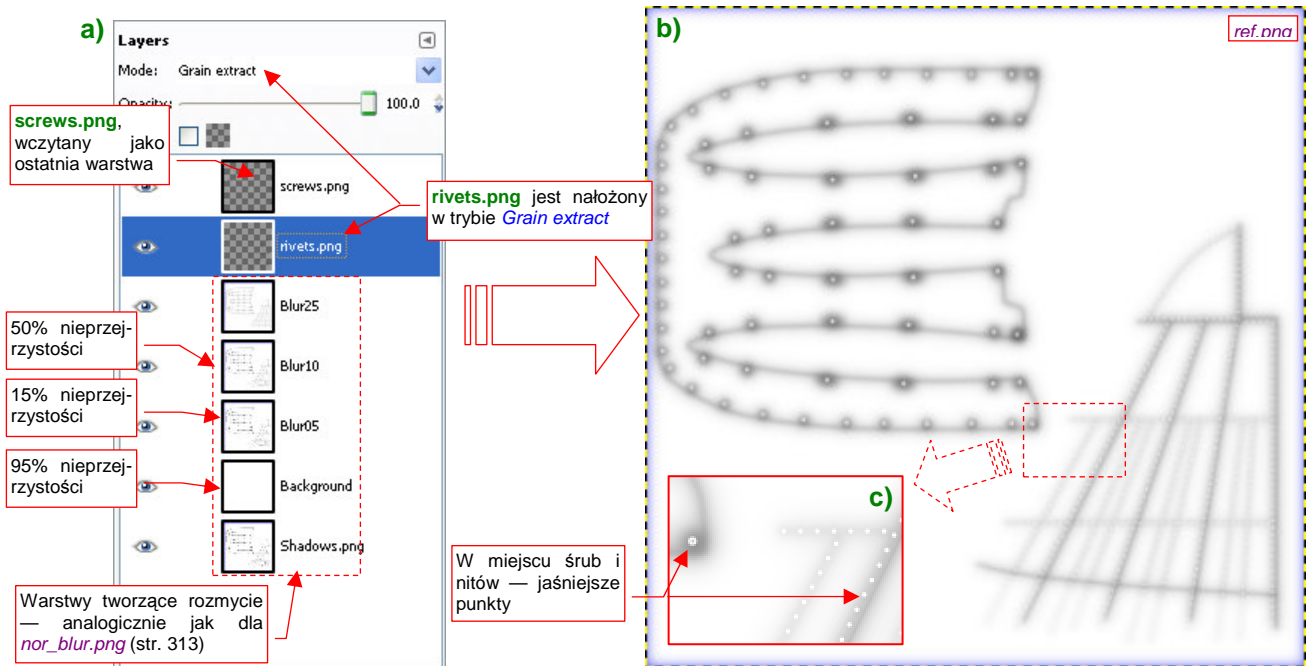 a)
Layers
Mode: Grain extract
Opacity: 100.0
screws.png,
wczytany jako
ostatnia warstwa
screws.png
rivets.png jest nałożony
w trybie Grain extract
rivets.png
Blur25
50% nieprzej-
rzystości
Blur10
15% nieprzej-
rzystości
Blur05
95% nieprzej-
rzystości
Background
Shadows.png
Warstwy tworzące rozmycie
— analogicznie jak dla
nor_blur.png (str. 313)
b)
ref.png
c)
W miejscu śrub i
nitów — jaśniejsze
punkty